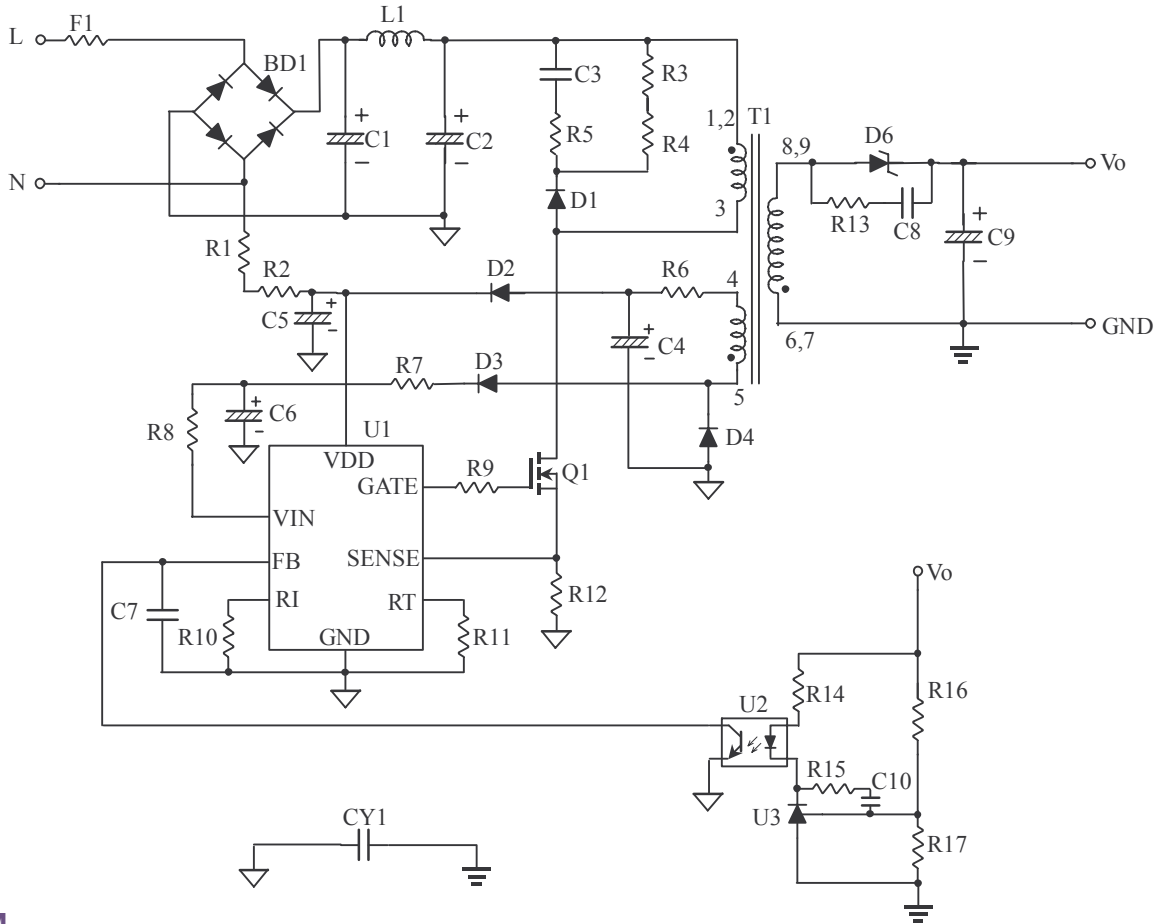 L1
F1
L
BD1
C3
R3
C1
C2
R5
R4
1,2
T1
8,9
D6
Vo
N
D1
3
R13
C8
C9
R1
R2
D2
R6
4
C5
C4
GND
6,7
R7
D3
5
C6
R8
U1
D4
VDD
R9
Q1
GATE
VIN
FB
SENSE
Vo
C7
RI
RT
R12
R10
GND
R11
R14
R16
U2
R15
C10
U3
CY1
R17